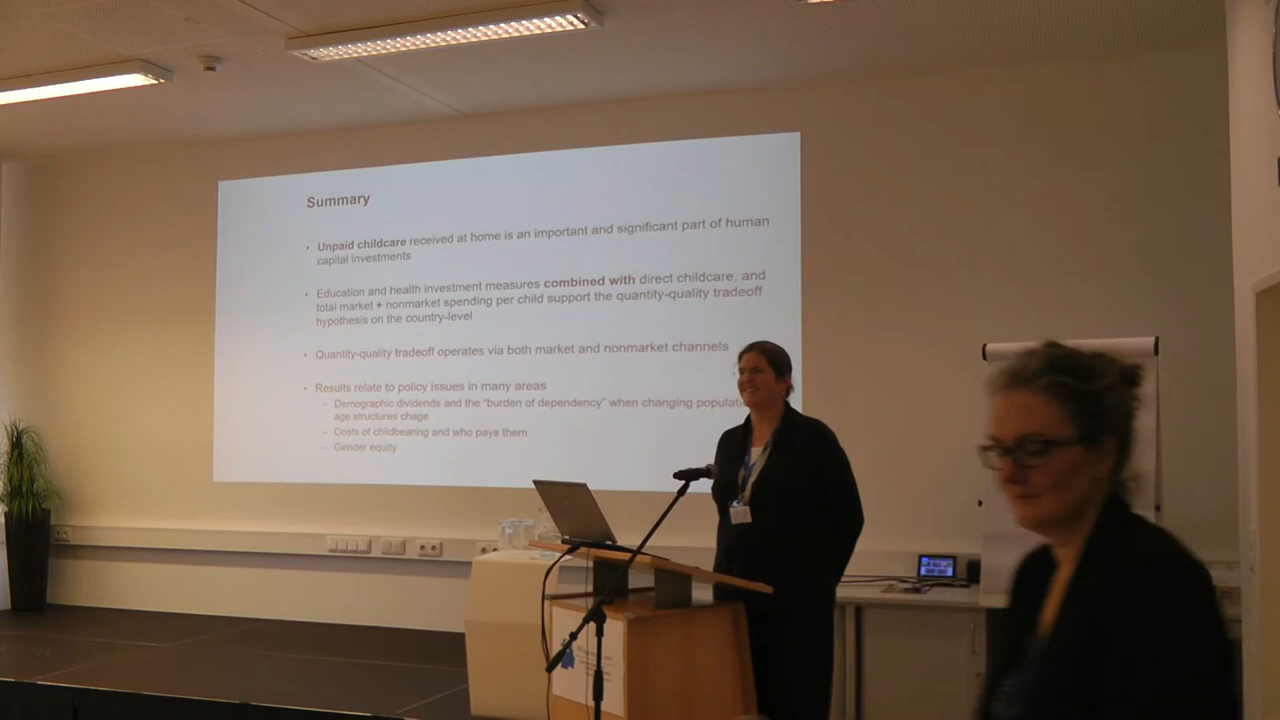 Summary
• Unpaid childcare received at home is an important and significant part of human
capital investments
• Education and health investment measures combined with direct childcare, and
total market + nonmarket spending per child support the quantity-quality tradeoff
hypothesis on the country-level
• Quantity-quality tradeoff operates via both market and nonmarket channels
• Results relate to policy issues in many areas
– Demographic dividends and the "burden of dependency" when changing
age structures chage
– Costs of childbearing and who pays them
– Gender equity